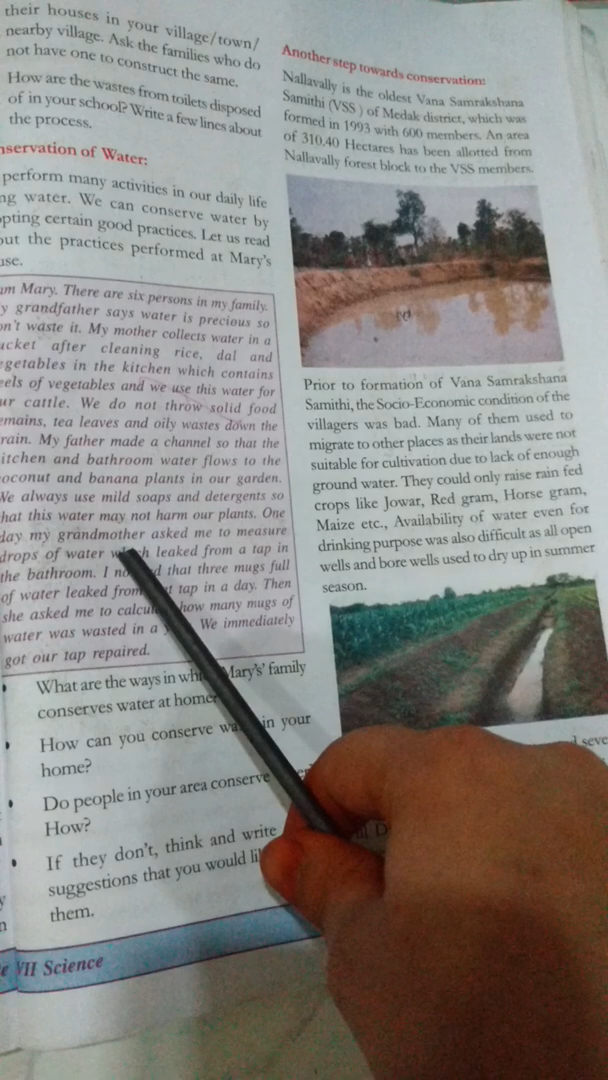 their houses in your village/town/
nearby village. Ask the families who do
not have one to construct the same.
How are the wastes from toilets disposed
of in your school? Write a few lines about
the process.
nservation of Water:
perform many activities in our daily life
ng water. We can conserve water by
pting certain good practices. Let us read
out the practices performed at Mary's
use.
am Mary. There are six persons in my family.
y grandfather says water is precious so
on't waste it. My mother collects water in a
ucket after cleaning rice, dal and
egetables in the kitchen which contains
eels of vegetables and we use this water for
ur cattle. We do not throw solid food
emains, tea leaves and oily wastes down the
rain. My father made a channel so that the
itchen and bathroom water flows to the
oconut and banana plants in our garden.
We always use mild soaps and detergents so
hat this water may not harm our plants. One
day my grandmother asked me to measure
drops of water which leaked from a tap in
the bathroom. I no d that three mugs full
of water leaked from t tap in a day. Then
she asked me to calcul how many mugs of
water was wasted in a We immediately
got our tap repaired.
• What are the ways in whi Mary's' family
conserves water at home
• How can you conserve wa in your
home?
• Do people in your area conserve
How?
• If they don't, think and write
suggestions that you would li
them.
VII Science
Another step towards conservation:
Nallavally is the oldest Vana Samrakshana
Samithi (VSS ) of Medak district, which was
formed in 1993 with 600 members. An area
of 310.40 Hectares has been allotted from
Nallavally forest block to the VSS members.
Prior to formation of Vana Samrakshana
Samithi, the Socio-Economic condition of the
villagers was bad. Many of them used to
migrate to other places as their lands were not
suitable for cultivation due to lack of enough
ground water. They could only raise rain fed
crops like Jowar, Red gram, Horse gram,
Maize etc., Availability of water even for
drinking purpose was also difficult as all open
wells and bore wells used to dry up in summer
season.